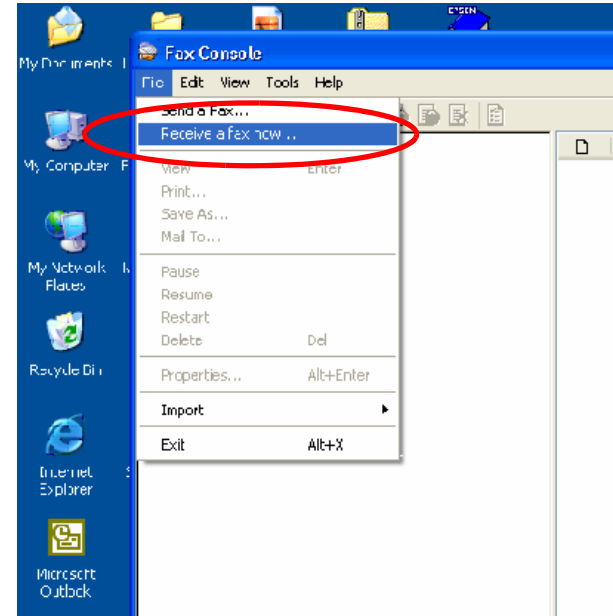 EPSON
My Documents
Fax Console
File Edit View Tools Help
Send a Fax...
Receive a fax now...
My Computer
View Enter
Print...
Save As...
Mail To...
My Network
Places
Pause
Resume
Restart
Delete Del
Recycle Bin
Properties... Alt+Enter
Import
Exit Alt+X
Internet
Explorer
Microsoft
Outlook